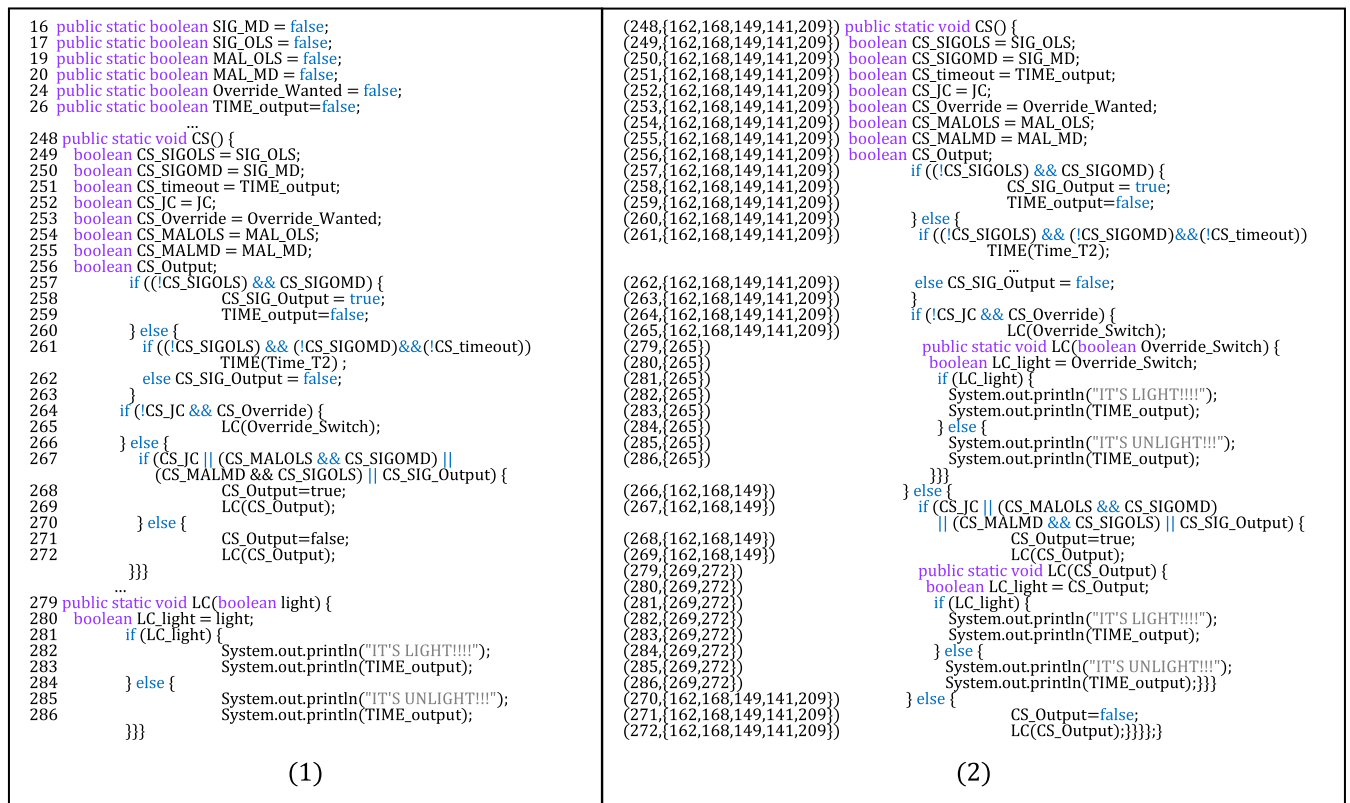 16 public static boolean SIG_MD = false;
17 public static boolean SIG_OLS = false;
19 public static boolean MAL_OLS = false;
20 public static boolean MAL_MD = false;
24 public static boolean Override_Wanted = false;
26 public static boolean TIME_output=false;
...
248 public static void CS() {
249 boolean CS_SIGOLS = SIG_OLS;
250 boolean CS_SIGOMD = SIG_MD;
251 boolean CS_timeout = TIME_output;
252 boolean CS_JC = JC;
253 boolean CS_Override = Override_Wanted;
254 boolean CS_MALOLS = MAL_OLS;
255 boolean CS_MALMD = MAL_MD;
256 boolean CS_Output;
257 if ((!CS_SIGOLS) && CS_SIGOMD) {
258 CS_SIG_Output = true;
259 TIME_output=false;
260 } else {
261 if ((!CS_SIGOLS) && (!CS_SIGOMD)&&(!CS_timeout))
TIME(Time_T2) ;
262 else CS_SIG_Output = false;
263 }
264 if (!CS_JC && CS_Override) {
265 LC(Override_Switch);
266 } else {
267 if (CS_JC || (CS_MALOLS && CS_SIGOMD) ||
(CS_MALMD && CS_SIGOLS) || CS_SIG_Output) {
268 CS_Output=true;
269 LC(CS_Output);
270 } else {
271 CS_Output=false;
272 LC(CS_Output);
}}}
...
279 public static void LC(boolean light) {
280 boolean LC_light = light;
281 if (LC_light) {
282 System.out.println("IT'S LIGHT!!!!");
283 System.out.println(TIME_output);
284 } else {
285 System.out.println("IT'S UNLIGHT!!!");
286 System.out.println(TIME_output);
}}}
(1)
(248,{162,168,149,141,209}) public static void CS() {
(249,{162,168,149,141,209}) boolean CS_SIGOLS = SIG_OLS;
(250,{162,168,149,141,209}) boolean CS_SIGOMD = SIG_MD;
(251,{162,168,149,141,209}) boolean CS_timeout = TIME_output;
(252,{162,168,149,141,209}) boolean CS_JC = JC;
(253,{162,168,149,141,209}) boolean CS_Override = Override_Wanted;
(254,{162,168,149,141,209}) boolean CS_MALOLS = MAL_OLS;
(255,{162,168,149,141,209}) boolean CS_MALMD = MAL_MD;
(256,{162,168,149,141,209}) boolean CS_Output;
(257,{162,168,149,141,209}) if ((!CS_SIGOLS) && CS_SIGOMD) {
(258,{162,168,149,141,209}) CS_SIG_Output = true;
(259,{162,168,149,141,209}) TIME_output=false;
(260,{162,168,149,141,209}) } else {
(261,{162,168,149,141,209}) if ((!CS_SIGOLS) && (!CS_SIGOMD)&&(!CS_timeout))
TIME(Time_T2);
...
(262,{162,168,149,141,209}) else CS_SIG_Output = false;
(263,{162,168,149,141,209}) }
(264,{162,168,149,141,209}) if (!CS_JC && CS_Override) {
(265,{162,168,149,141,209}) LC(Override_Switch);
(279,{265}) public static void LC(boolean Override_Switch) {
(280,{265}) boolean LC_light = Override_Switch;
(281,{265}) if (LC_light) {
(282,{265}) System.out.println("IT'S LIGHT!!!!");
(283,{265}) System.out.println(TIME_output);
(284,{265}) } else {
(285,{265}) System.out.println("IT'S UNLIGHT!!!");
(286,{265}) System.out.println(TIME_output);
}}}
(266,{162,168,149}) } else {
(267,{162,168,149}) if (CS_JC || (CS_MALOLS && CS_SIGOMD)
|| (CS_MALMD && CS_SIGOLS) || CS_SIG_Output) {
(268,{162,168,149}) CS_Output=true;
(269,{162,168,149}) LC(CS_Output);
(279,{269,272}) public static void LC(CS_Output) {
(280,{269,272}) boolean LC_light = CS_Output;
(281,{269,272}) if (LC_light) {
(282,{269,272}) System.out.println("IT'S LIGHT!!!!");
(283,{269,272}) System.out.println(TIME_output);
(284,{269,272}) } else {
(285,{269,272}) System.out.println("IT'S UNLIGHT!!!");
(286,{269,272}) System.out.println(TIME_output);}}}
(270,{162,168,149,141,209}) } else {
(271,{162,168,149,141,209}) CS_Output=false;
(272,{162,168,149,141,209}) LC(CS_Output);}}}};}
(2)